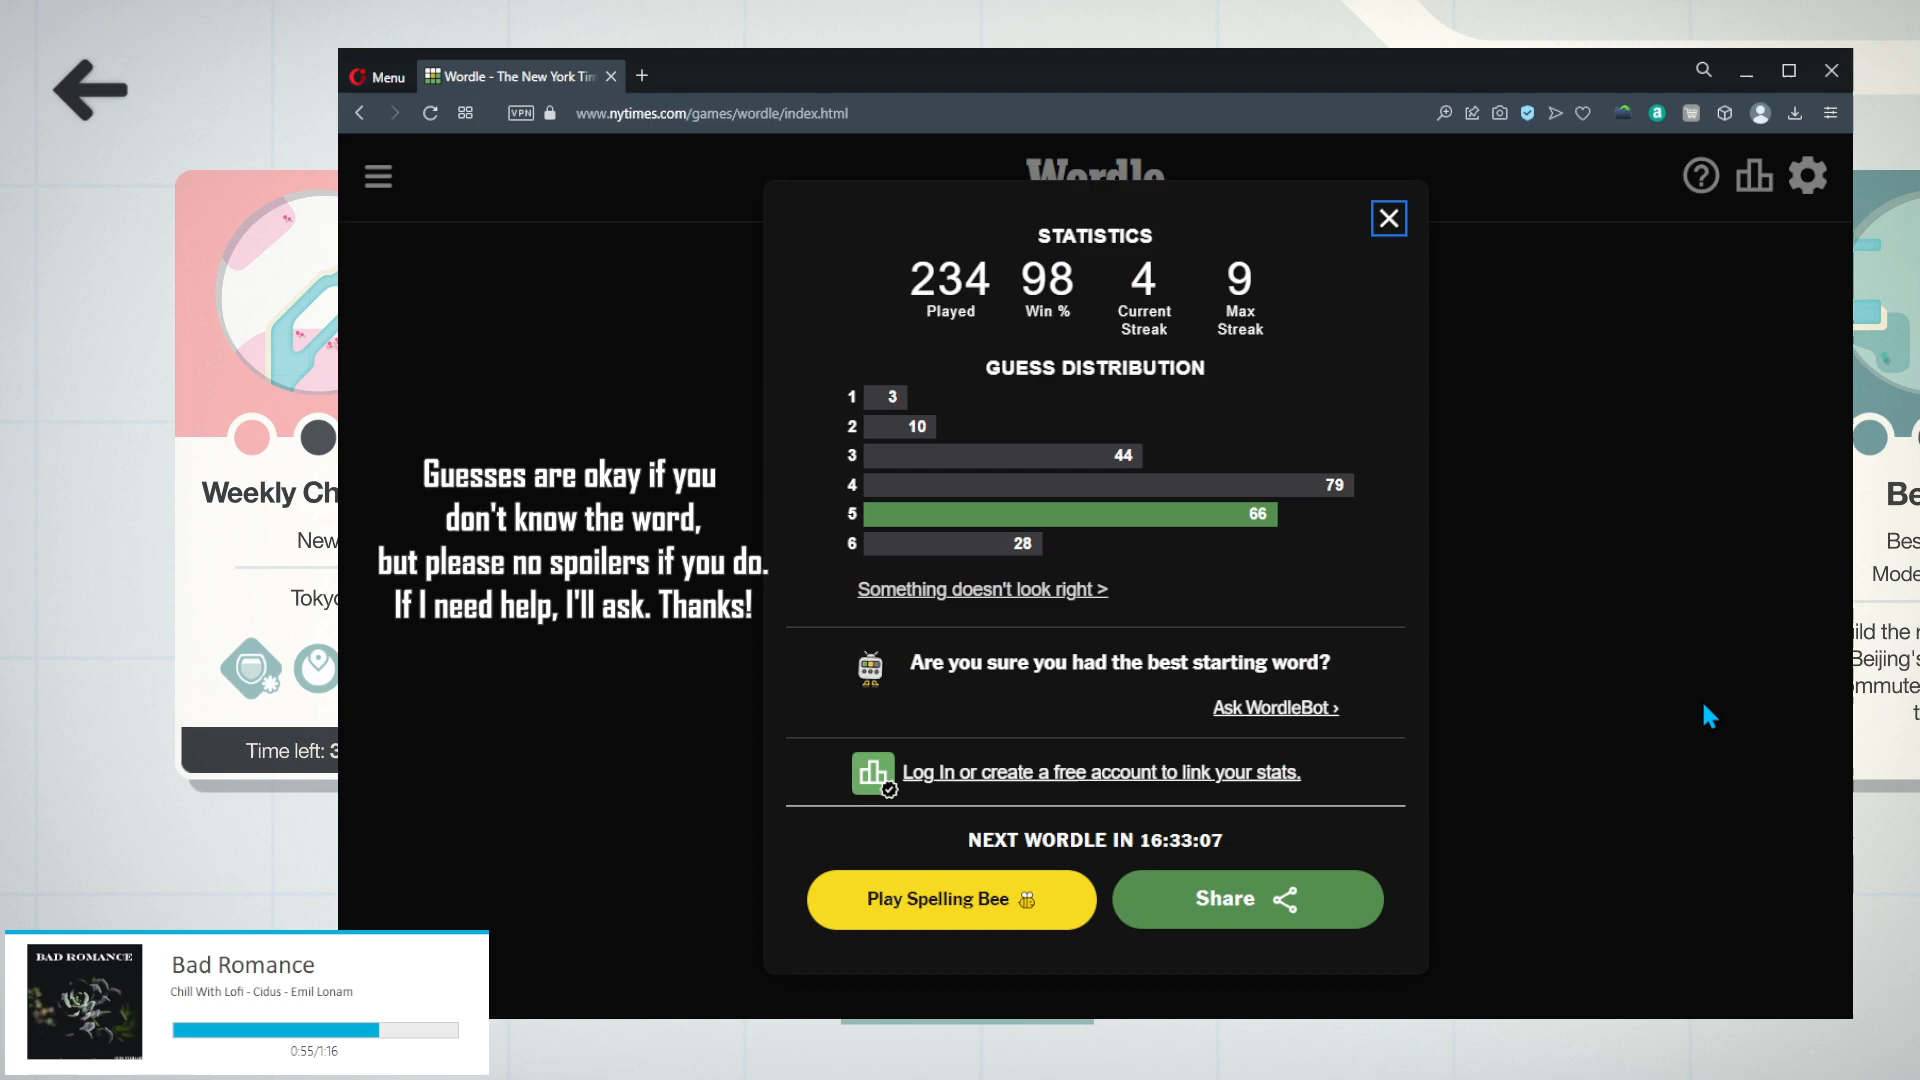 Menu
Wordle - The New York Tim
VPN
www.nytimes.com/games/wordle/index.html
Wordle
STATISTICS
234 98 4 9
Played Win % Current Streak Max Streak
GUESS DISTRIBUTION
1 3
2 10
3 44
4 79
5 66
6 28
Something doesn't look right >
Are you sure you had the best starting word?
Ask WordleBot ›
Log In or create a free account to link your stats.
NEXT WORDLE IN 16:33:07
Play Spelling Bee
Share
Guesses are okay if you
don't know the word,
but please no spoilers if you do.
If I need help, I'll ask. Thanks!
Weekly Ch
New
Tokyo
Time left: 3
Be
Bes
Mode
ild the r
Beijing's
mmute
t
BAD ROMANCE
Bad Romance
Chill With Lofi - Cidus - Emil Lonam
0:55/1:16